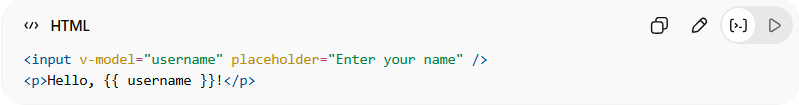 HTML
<input v-model="username" placeholder="Enter your name" />
<p>Hello, {{ username }}!</p>